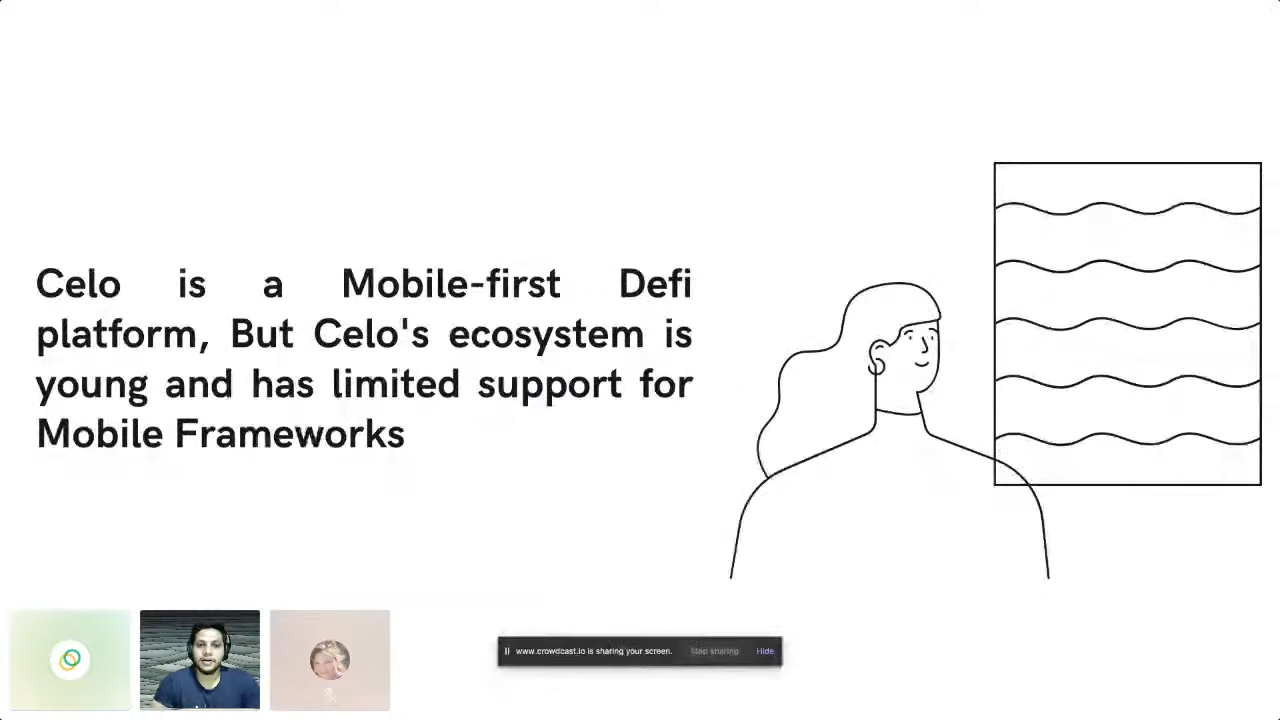 Celo is a Mobile-first Defi
platform, But Celo's ecosystem is
young and has limited support for
Mobile Frameworks
www.crowdcast.io is sharing your screen. Stop sharing Hide